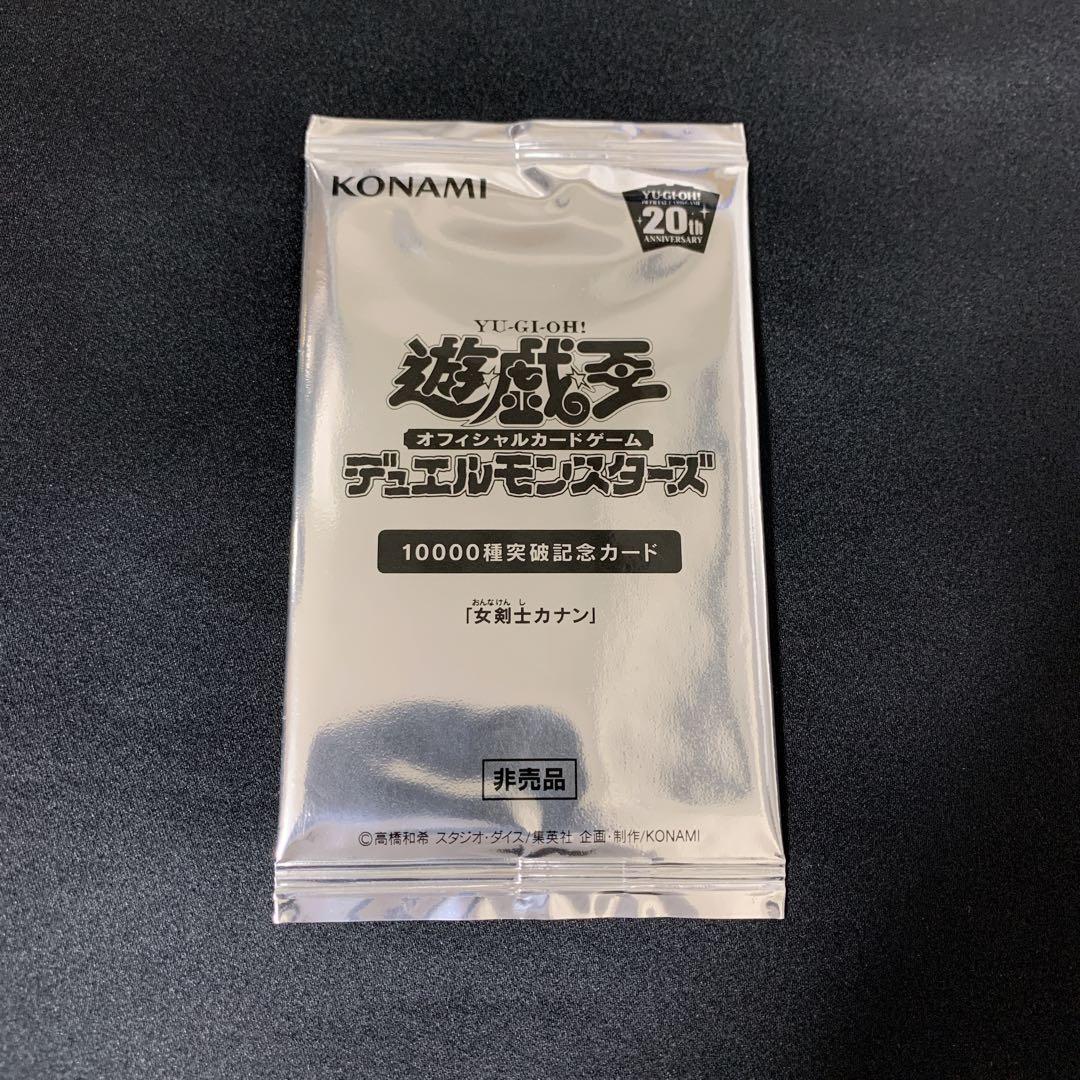 KONAMI
YU-GI-OH!
OFFICIAL CARD GAME
20th
ANNIVERSARY
YU-GI-OH!
遊戯王
オフィシャルカードゲーム
デュエルモンスターズ
10000種突破記念カード
おんなけんし
「女剣士カナン」
非売品
©高橋和希 スタジオ・ダイス/集英社 企画・制作/KONAMI